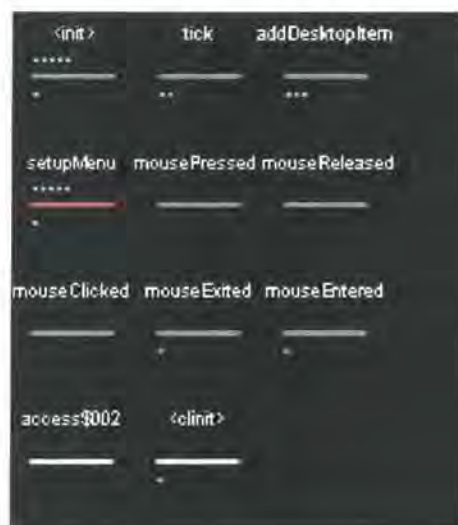 <init> tick addDesktopItem
setupMenu mousePressed mouseReleased
mouseClicked mouseExited mouseEntered
access$002 <clinit>